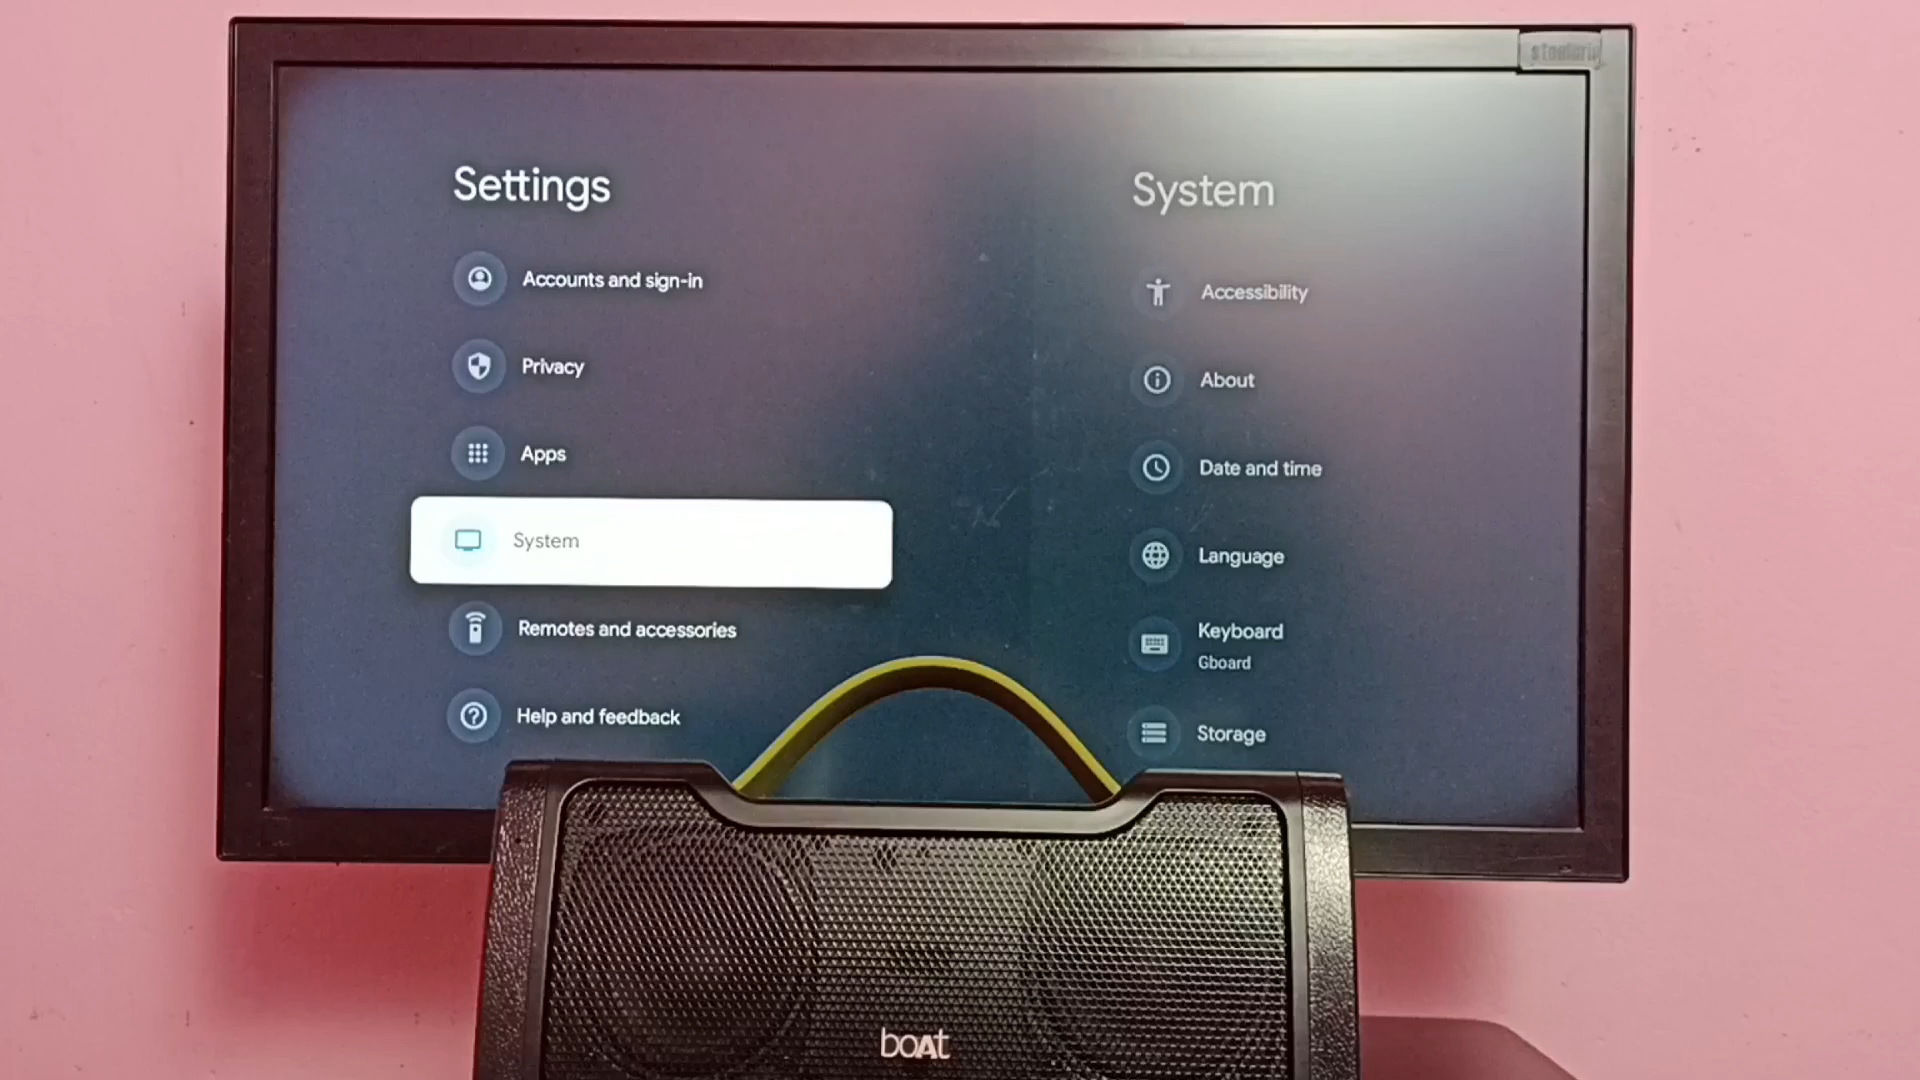 Settings
Accounts and sign-in
Privacy
Apps
System
Remotes and accessories
Help and feedback
System
Accessibility
About
Date and time
Language
Keyboard
Gboard
Storage
boAt